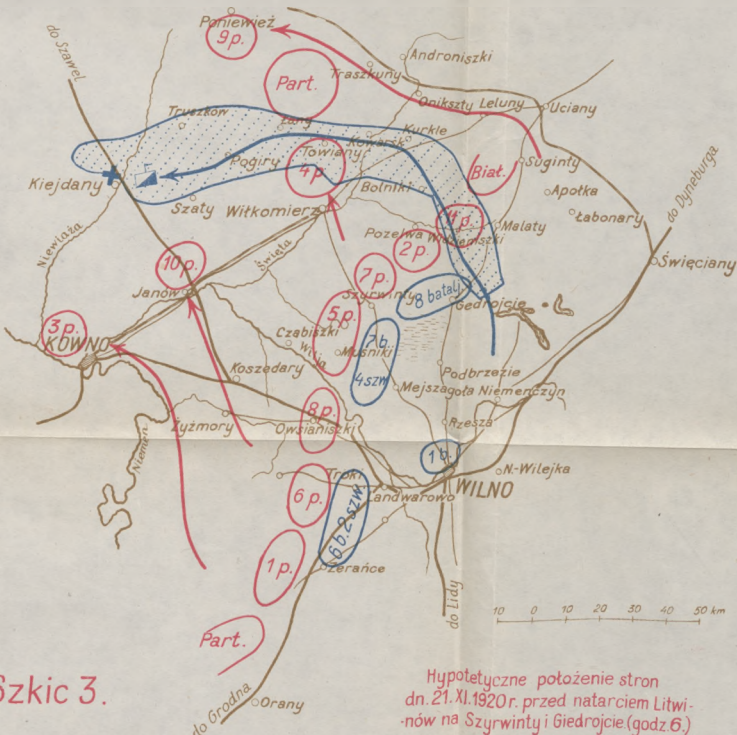 Poniewież
9 p.
do Szawel
Androniszki
Traszkuny
Part.
Onikszty Leluny
Uciany
Truszków
Żany
Kurkle
Kowarsk
Towiany
Pogiry
4 p.
Biał.
Suginty
Kiejdany
Bolniki
Apołka
do Dyneburga
Szaty
Wiłkomierz
Łabonary
4 p.
Malaty
Pozelwa
Widziemiszki
2 p.
Niewiaża
Święta
Święciany
10 p.
7 p.
8 batalj.
Janów
Szyrwinty
Giedrojcie
3 p.
5 p.
KOWNO
Czabiszki
Wilja
Muśniki
7 b.
4 szw.
Podbrzezie
Koszedary
Mejszagoła
Niemenczyn
8 p.
Żyżmory
Owsianiszki
Rzesza
Niemen
1 b.
Troki
N.-Wilejka
6 p.
Landwarowo
WILNO
6 b. 2 szw.
1 p.
Żerańce
do Lidy
10 0 10 20 30 40 50 km
Part.
Szkic 3.
Hypotetyczne położenie stron
dn. 21. XI. 1920 r. przed natarciem Litwi-
-nów na Szyrwinty i Giedrojcie (godz. 6.)
do Grodna
Orany